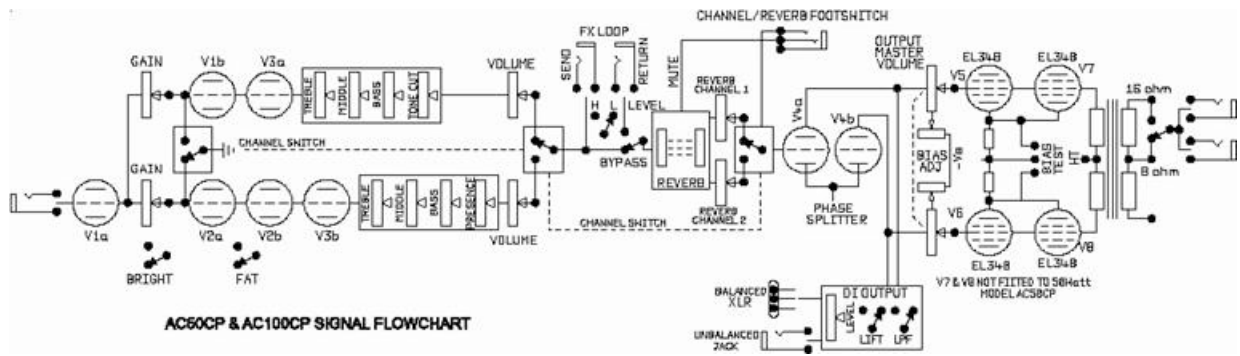 CHANNEL/REVERB FOOTSWITCH
FX LOOP
SEND
RETURN
MUTE
OUTPUT
MASTER
VOLUME
EL34B
EL34B
V5
V7
GAIN
V1b
V3a
TREBLE
MIDDLE
BASS
TONE CUT
VOLUME
H
L
LEVEL
BYPASS
REVERB
CHANNEL 1
V4a
V4b
16 ohm
CHANNEL SWITCH
BIAS
ADJ
-Va
BIAS
TEST
HT
8 ohm
GAIN
REVERB
REVERB
CHANNEL 2
PHASE
SPLITTER
V1a
V2a
V2b
V3b
TREBLE
MIDDLE
BASS
PRESENCE
VOLUME
CHANNEL SWITCH
V6
V8
EL34B
EL34B
BRIGHT
FAT
V7 & V8 NOT FITTED TO 50Watt
MODEL AC50CP
BALANCED
XLR
DI OUTPUT
LEVEL
LIFT
LPF
UNBALANCED
JACK
AC50CP & AC100CP SIGNAL FLOWCHART